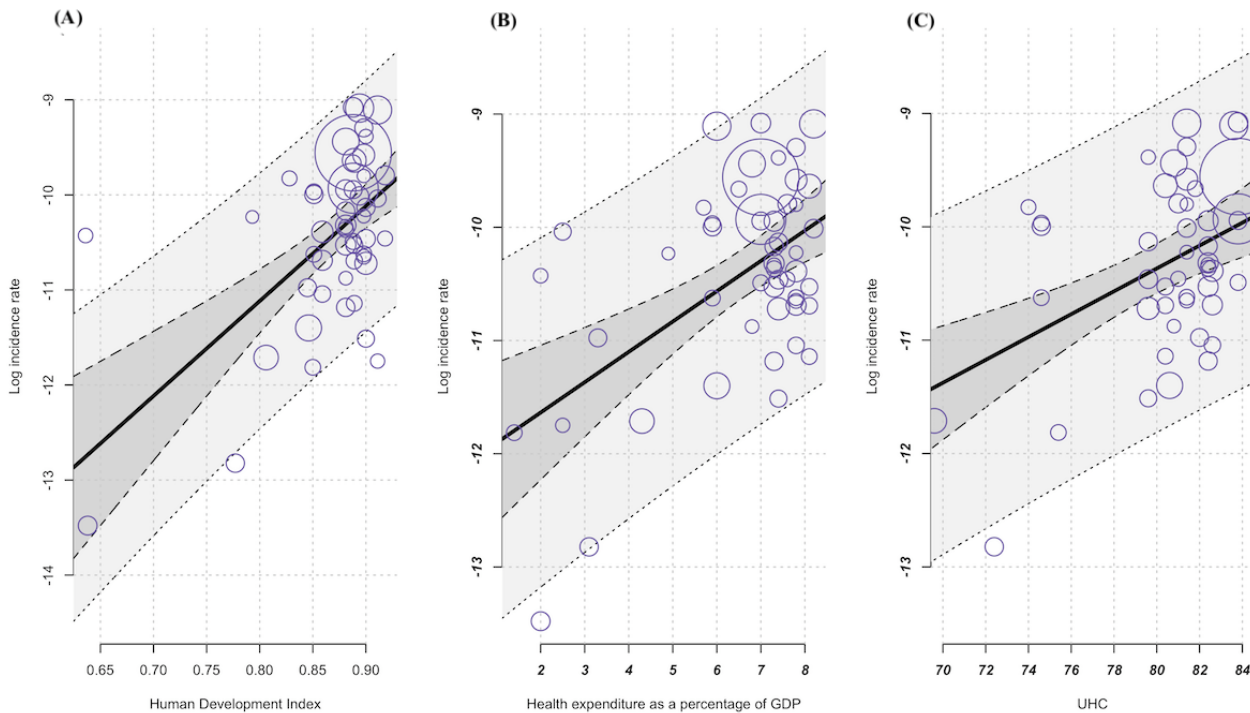 (A)
Log incidence rate
-9
-10
-11
-12
-13
-14
0.65 0.70 0.75 0.80 0.85 0.90
Human Development Index
(B)
Log incidence rate
-9
-10
-11
-12
-13
2 3 4 5 6 7 8
Health expenditure as a percentage of GDP
(C)
Log incidence rate
-9
-10
-11
-12
-13
70 72 74 76 78 80 82 84
UHC